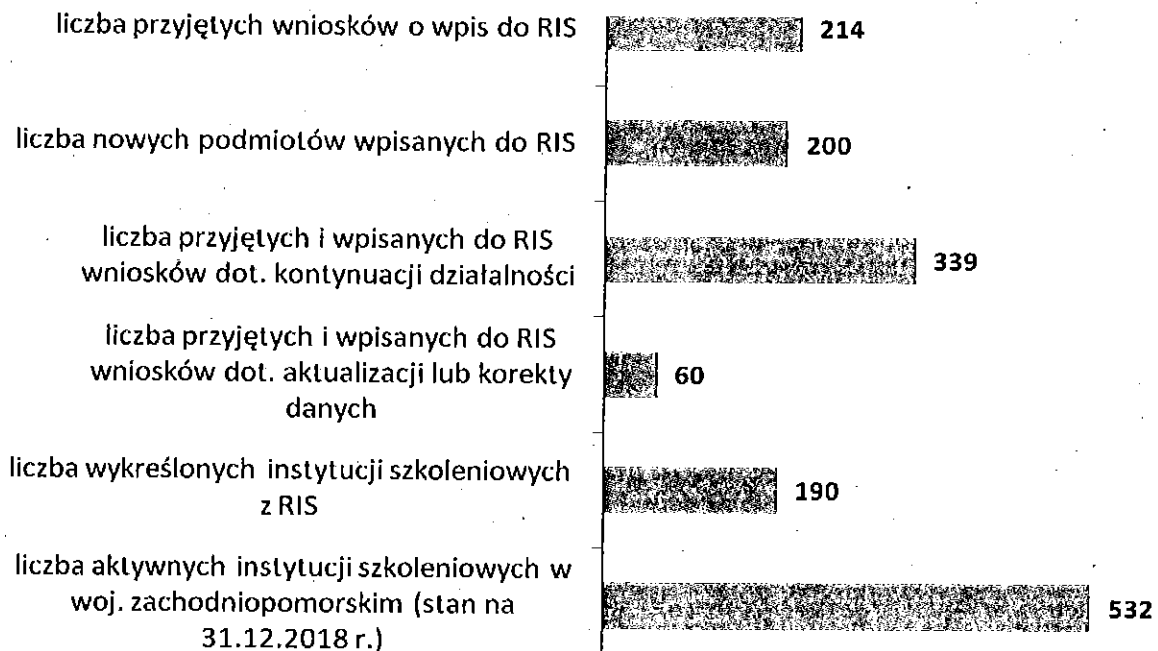 liczba przyjętych wniosków o wpis do RIS 214
liczba nowych podmiotów wpisanych do RIS 200
liczba przyjętych i wpisanych do RIS
wniosków dot. kontynuacji działalności 339
liczba przyjętych i wpisanych do RIS
wniosków dot. aktualizacji lub korekty 60
danych
liczba wykreślonych instytucji szkoleniowych 190
z RIS
liczba aktywnych instytucji szkoleniowych w
woj. zachodniopomorskim (stan na 532
31.12.2018 r.)